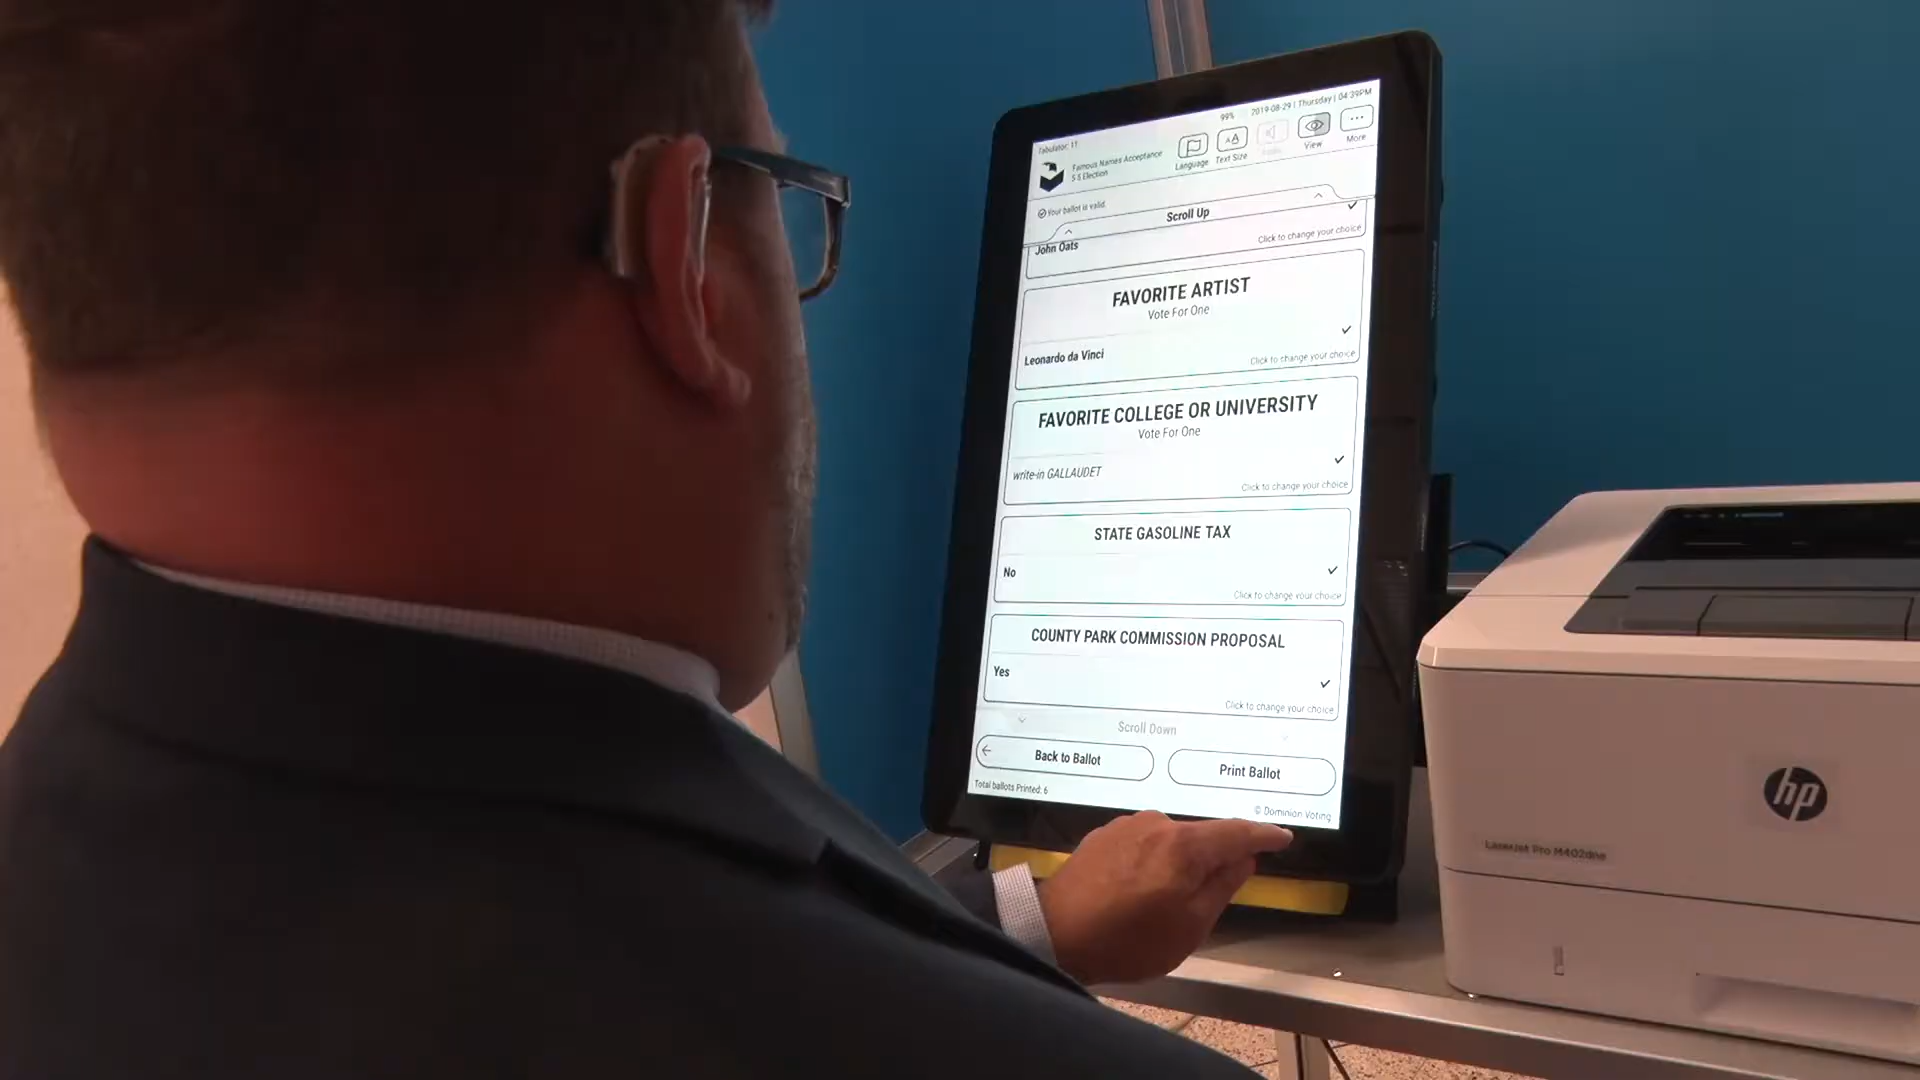 99% 2019-08-29 | Thursday | 04:39PM
Tabulator: 11
Famous Names Acceptance
5 5 Election
Language
AA
Text Size
View
More
Your ballot is valid.
Scroll Up
John Oats
Click to change your choice
FAVORITE ARTIST
Vote For One
Leonardo da Vinci
Click to change your choice
FAVORITE COLLEGE OR UNIVERSITY
Vote For One
write-in GALLAUDET
Click to change your choice
STATE GASOLINE TAX
No
Click to change your choice
COUNTY PARK COMMISSION PROPOSAL
Yes
Click to change your choice
Scroll Down
Back to Ballot
Print Ballot
Total ballots Printed: 6
© Dominion Voting
hp
LaserJet Pro M402dne